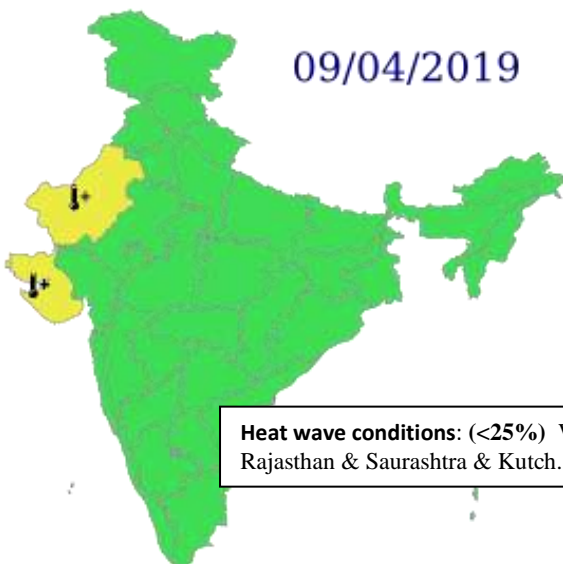 09/04/2019
Heat wave conditions: (<25%)
Rajasthan & Saurashtra & Kutch.